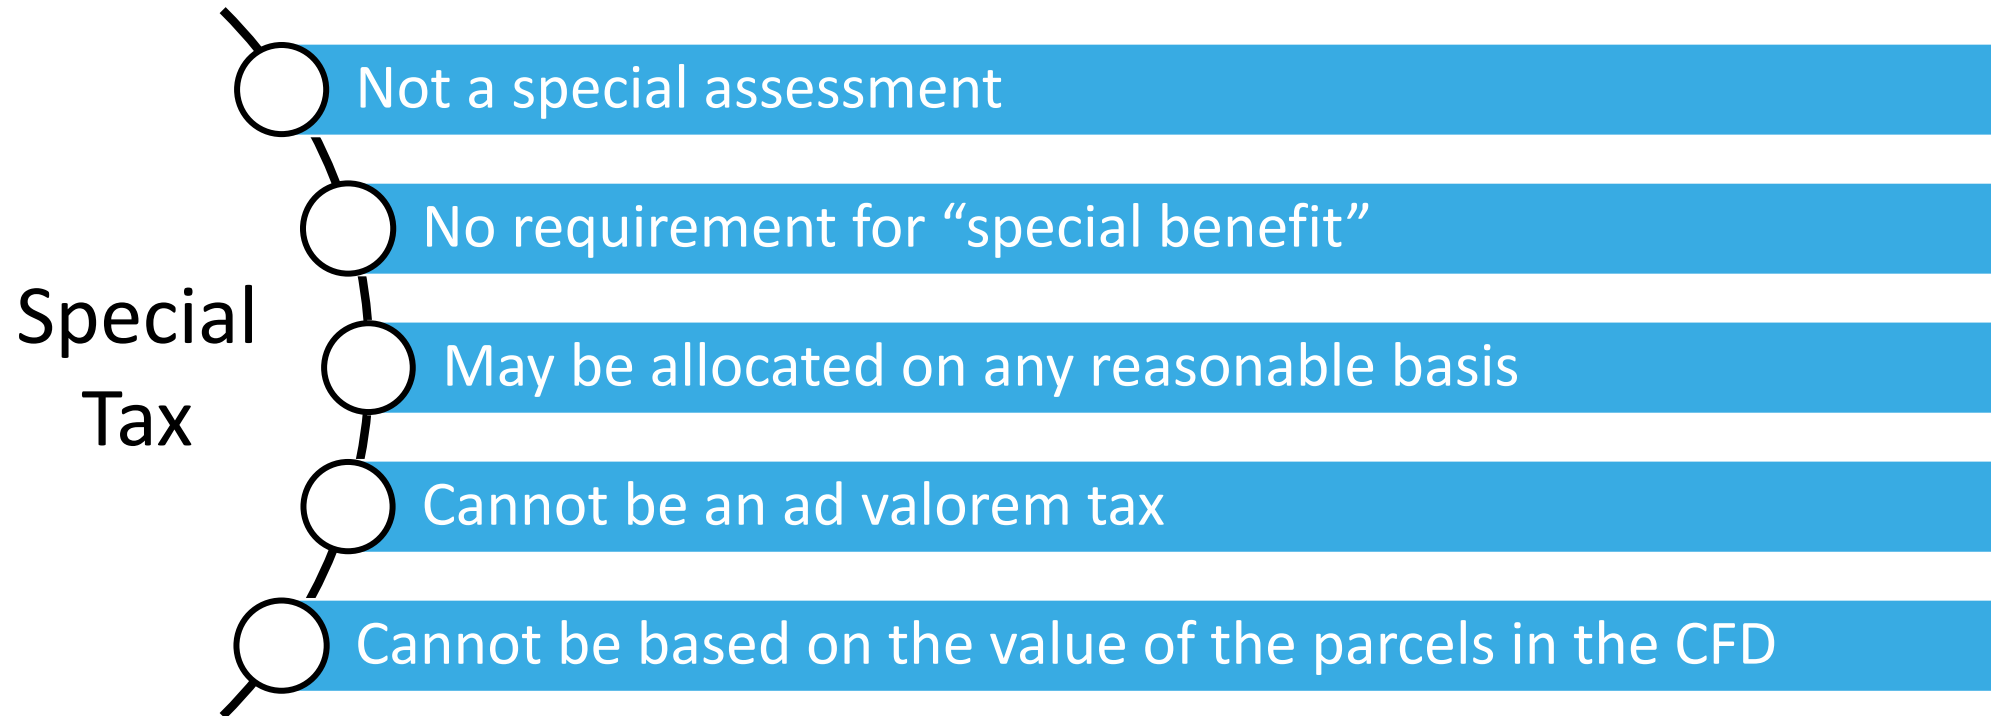 Special
Tax
Not a special assessment
No requirement for “special benefit”
May be allocated on any reasonable basis
Cannot be an ad valorem tax
Cannot be based on the value of the parcels in the CFD